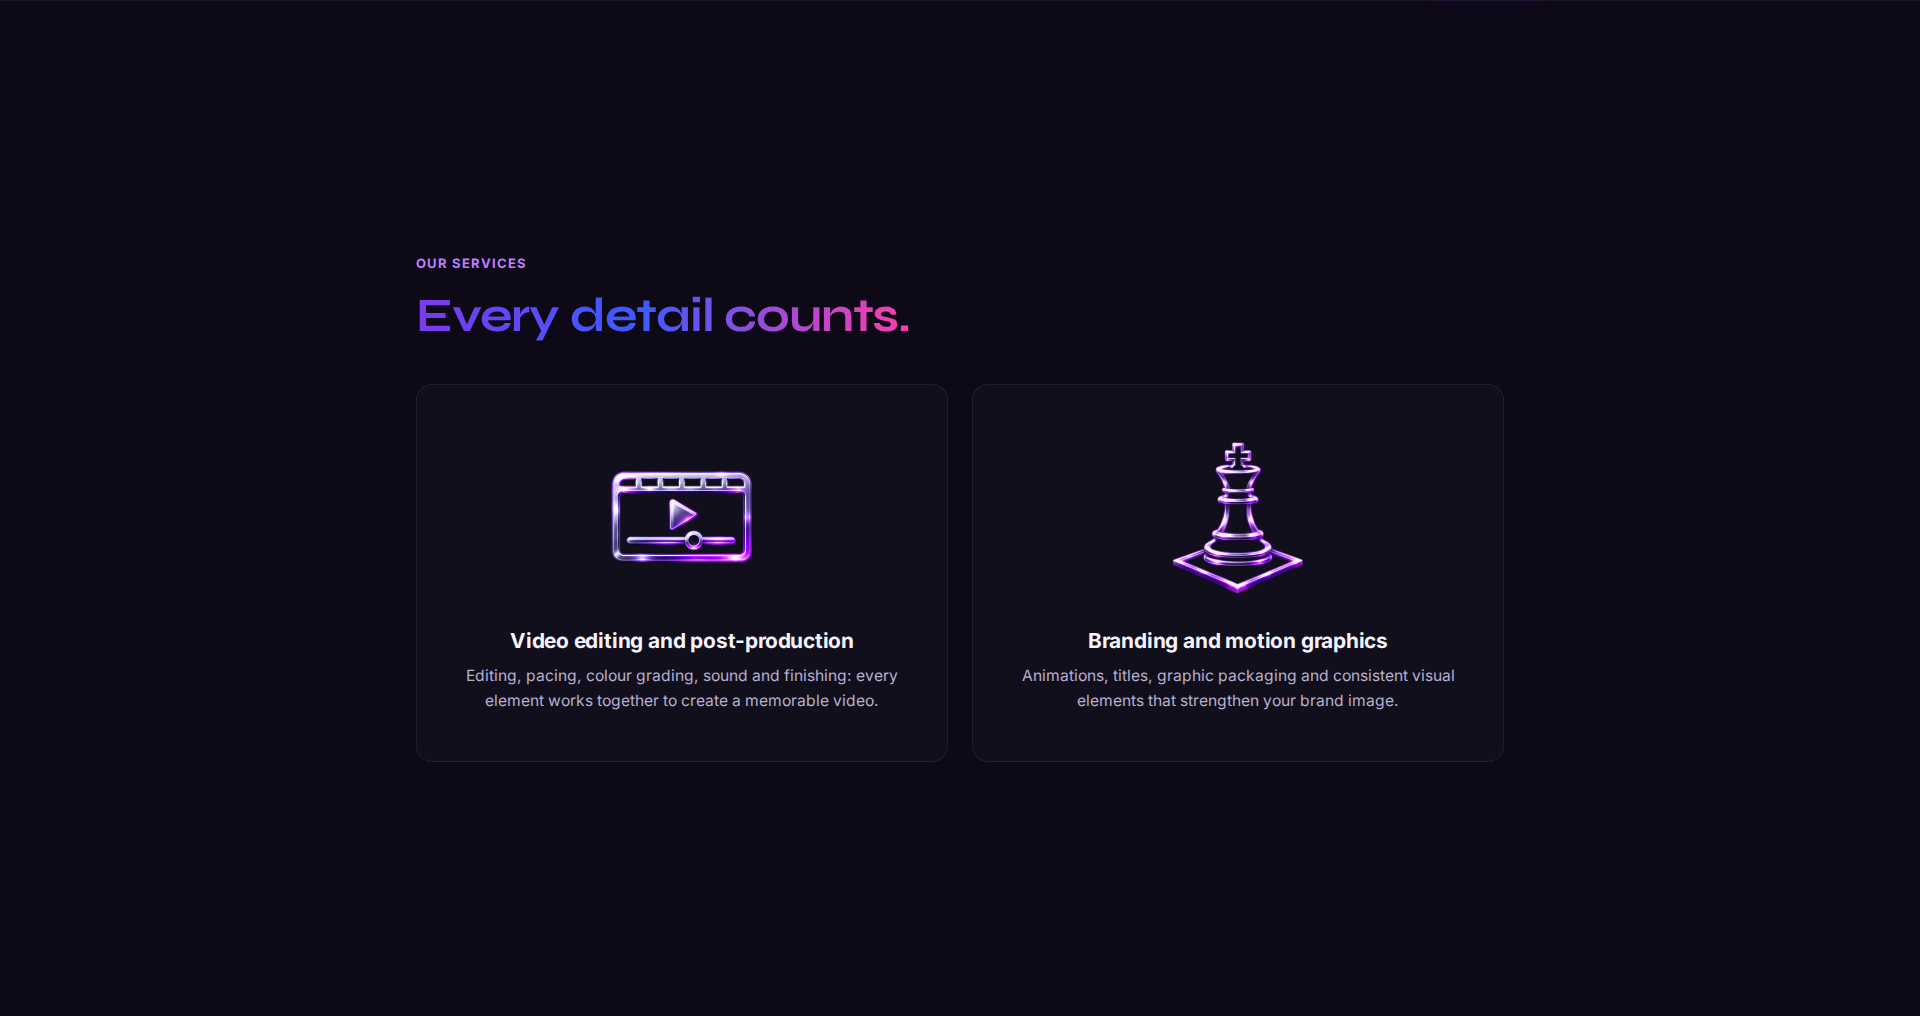 OUR SERVICES
Every detail counts.
Video editing and post-production
Editing, pacing, colour grading, sound and finishing: every
element works together to create a memorable video.
Branding and motion graphics
Animations, titles, graphic packaging and consistent visual
elements that strengthen your brand image.